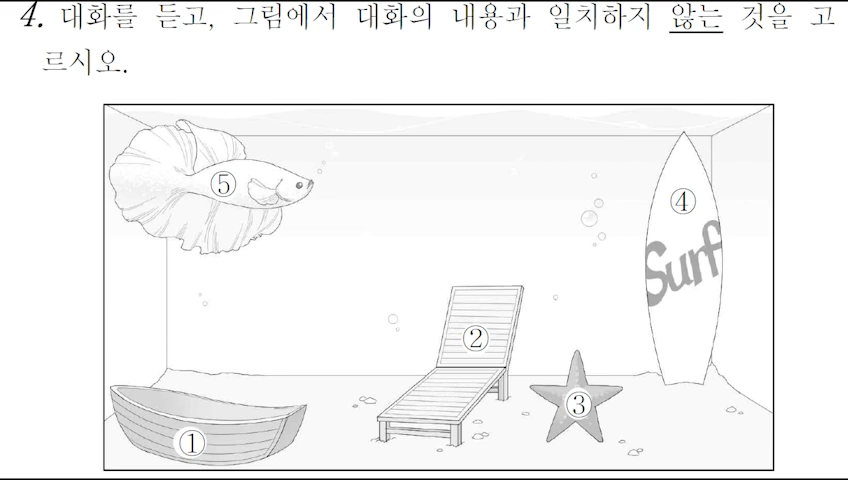 4. 대화를 듣고, 그림에서 대화의 내용과 일치하지 않는 것을 고
르시오.
⑤
④
Surf
②
③
①